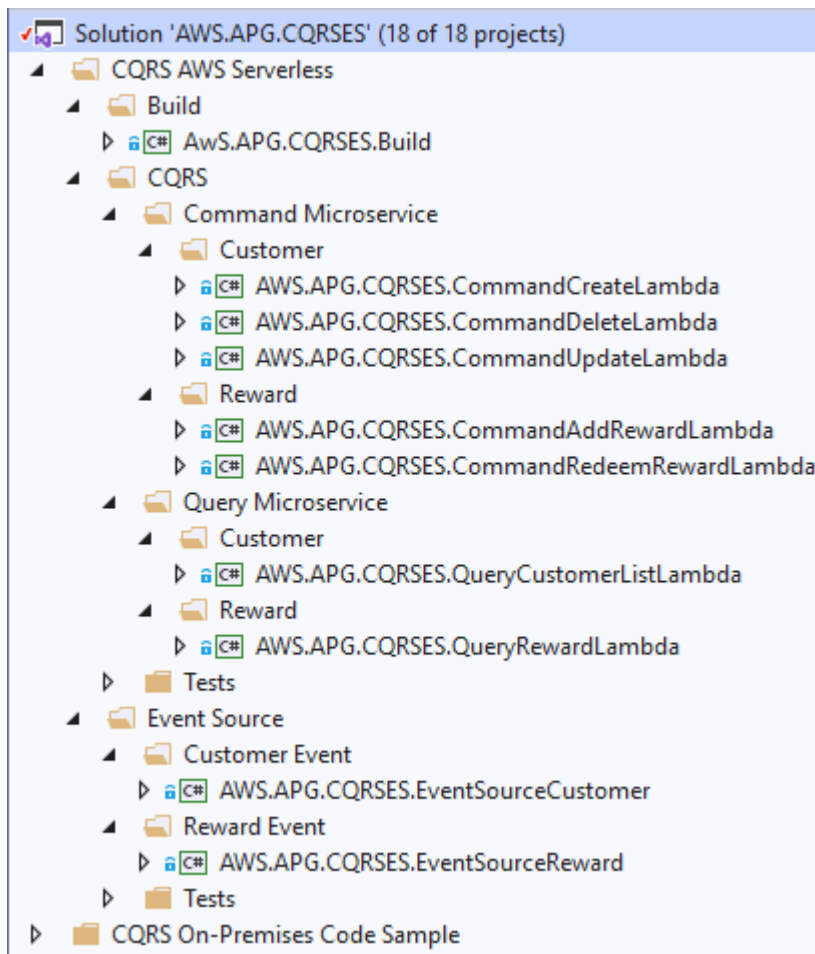 Solution 'AWS.APG.CQRSES' (18 of 18 projects)
CQRS AWS Serverless
Build
C# AwS.APG.CQRSES.Build
CQRS
Command Microservice
Customer
C# AWS.APG.CQRSES.CommandCreateLambda
C# AWS.APG.CQRSES.CommandDeleteLambda
C# AWS.APG.CQRSES.CommandUpdateLambda
Reward
C# AWS.APG.CQRSES.CommandAddRewardLambda
C# AWS.APG.CQRSES.CommandRedeemRewardLambda
Query Microservice
Customer
C# AWS.APG.CQRSES.QueryCustomerListLambda
Reward
C# AWS.APG.CQRSES.QueryRewardLambda
Tests
Event Source
Customer Event
C# AWS.APG.CQRSES.EventSourceCustomer
Reward Event
C# AWS.APG.CQRSES.EventSourceReward
Tests
CQRS On-Premises Code Sample